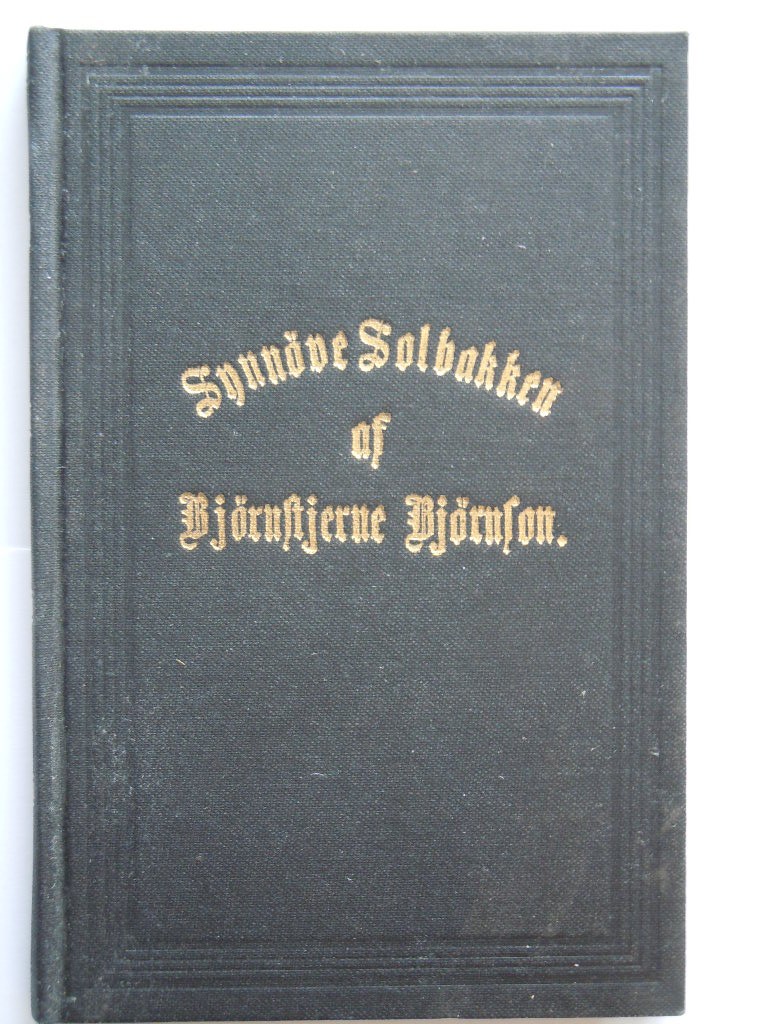 Synnöve Solbakken
af
Björnſtjerne Björnſon.